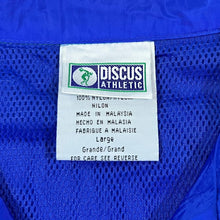 DISCUS
ATHLETIC
100% NYLON/NYLON
NILON
MADE IN MALAYSIA
HECHO EN MALASIA
FABRIQUE A MALAISIE
Large
Grande/Grand
FOR CARE SEE REVERSE